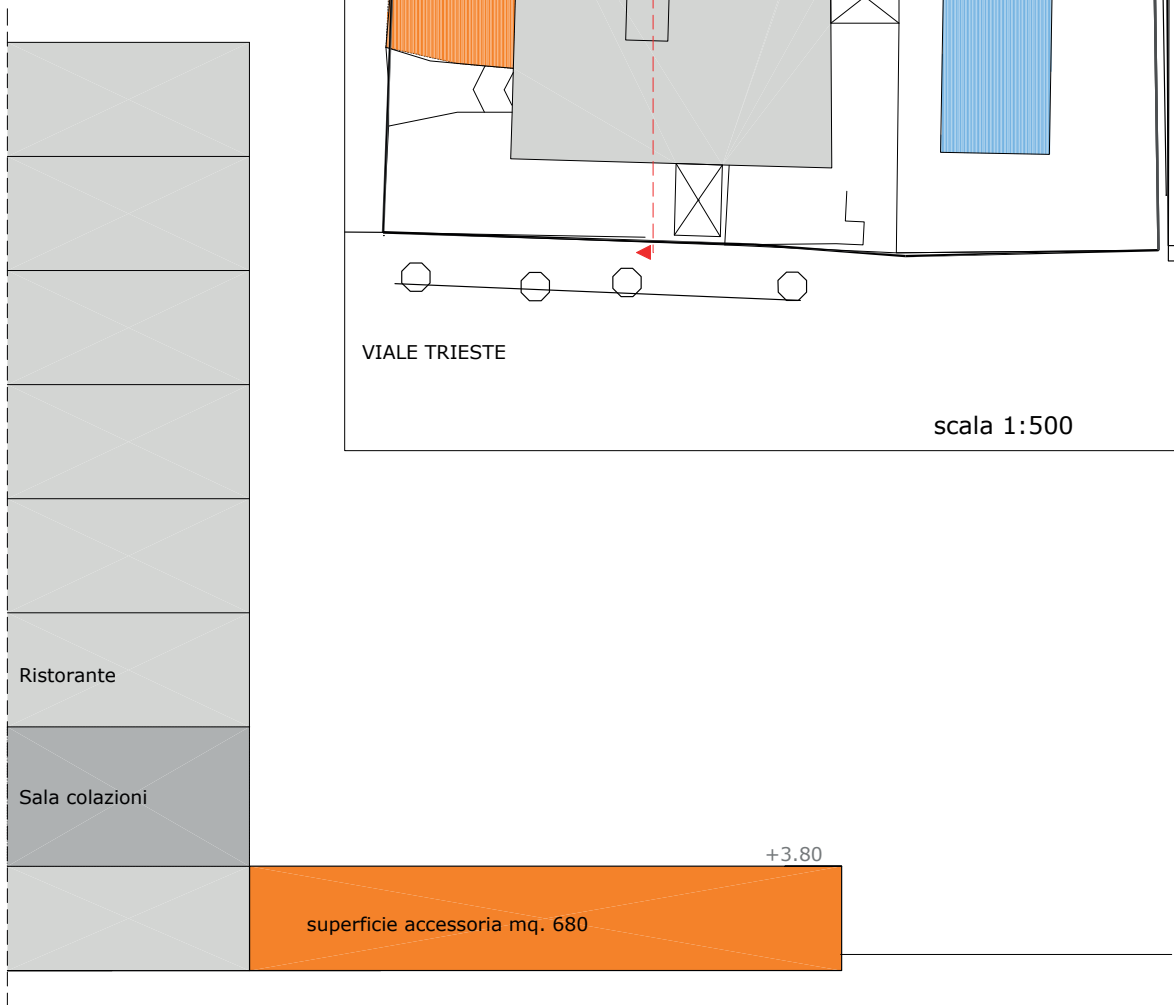 VIALE TRIESTE
scala 1:500
Ristorante
Sala colazioni
+3.80
superficie accessoria mq. 680